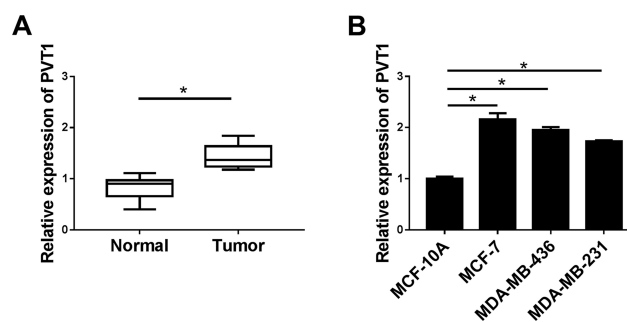 A
Relative expression of PVT1
3
2
1
0
*
Normal
Tumor
B
Relative expression of PVT1
3
2
1
0
*
*
*
MCF-10A
MCF-7
MDA-MB-436
MDA-MB-231